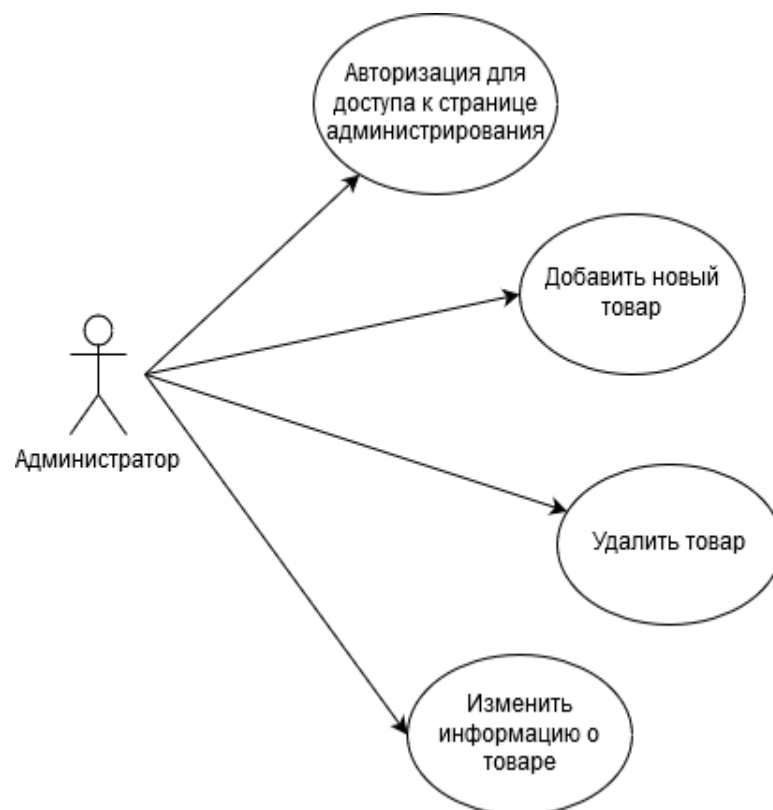 Авторизация для
доступа к странице
администрирования
Добавить новый
товар
Администратор
Удалить товар
Изменить
информацию о
товаре